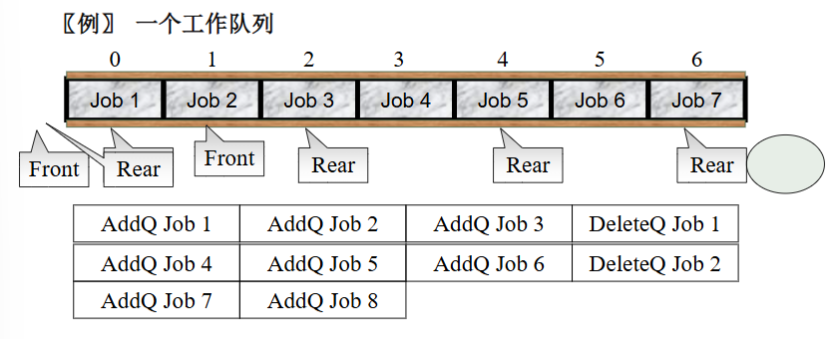 〖例〗 一个工作队列
0 1 2 3 4 5 6
Job 1 Job 2 Job 3 Job 4 Job 5 Job 6 Job 7
Front Rear Front Rear Rear Rear
AddQ Job 1 AddQ Job 2 AddQ Job 3 DeleteQ Job 1
AddQ Job 4 AddQ Job 5 AddQ Job 6 DeleteQ Job 2
AddQ Job 7 AddQ Job 8